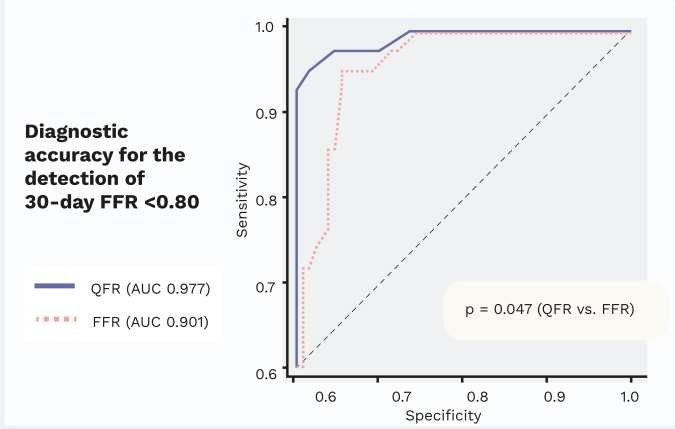 Diagnostic
accuracy for the
detection of
30-day FFR <0.80
QFR (AUC 0.977)
FFR (AUC 0.901)
Sensitivity
1.0
0.9
0.8
0.7
0.6
p = 0.047 (QFR vs. FFR)
0.6 0.7 0.8 0.9 1.0
Specificity